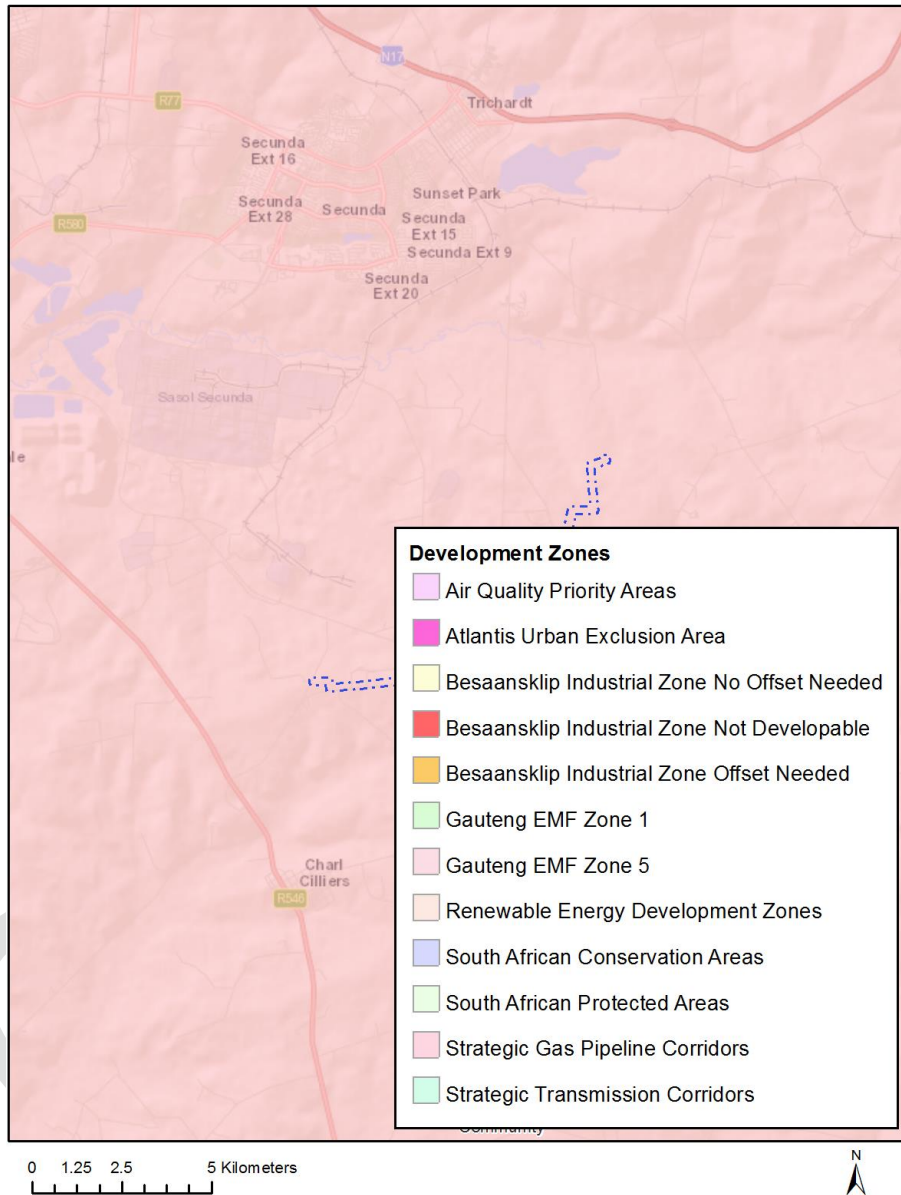 N17
Trichardt
R77
Secunda
Ext 16
Sunset Park
Secunda
Ext 28
Secunda
Secunda
Ext 15
R580
Secunda Ext 9
Secunda
Ext 20
Sasol Secunda
le
Development Zones
Air Quality Priority Areas
Atlantis Urban Exclusion Area
Besaansklip Industrial Zone No Offset Needed
Besaansklip Industrial Zone Not Developable
Besaansklip Industrial Zone Offset Needed
Gauteng EMF Zone 1
Gauteng EMF Zone 5
Renewable Energy Development Zones
South African Conservation Areas
South African Protected Areas
Strategic Gas Pipeline Corridors
Strategic Transmission Corridors
Charl
Cilliers
R546
Community
0 1.25 2.5 5 Kilometers
N